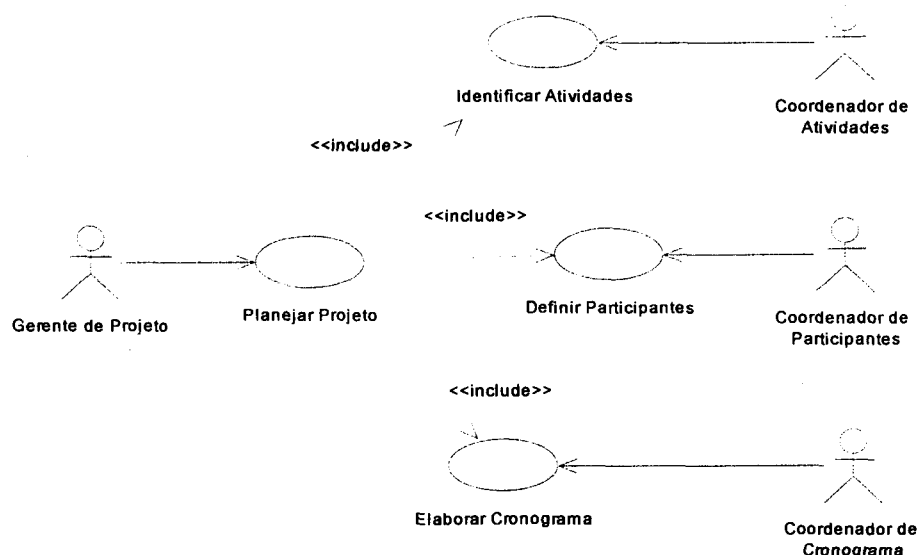 Identificar Atividades
Coordenador de
Atividades
<<include>>
<<include>>
Gerente de Projeto
Planejar Projeto
Definir Participantes
Coordenador de
Participantes
<<include>>
Elaborar Cronograma
Coordenador de
Cronograma